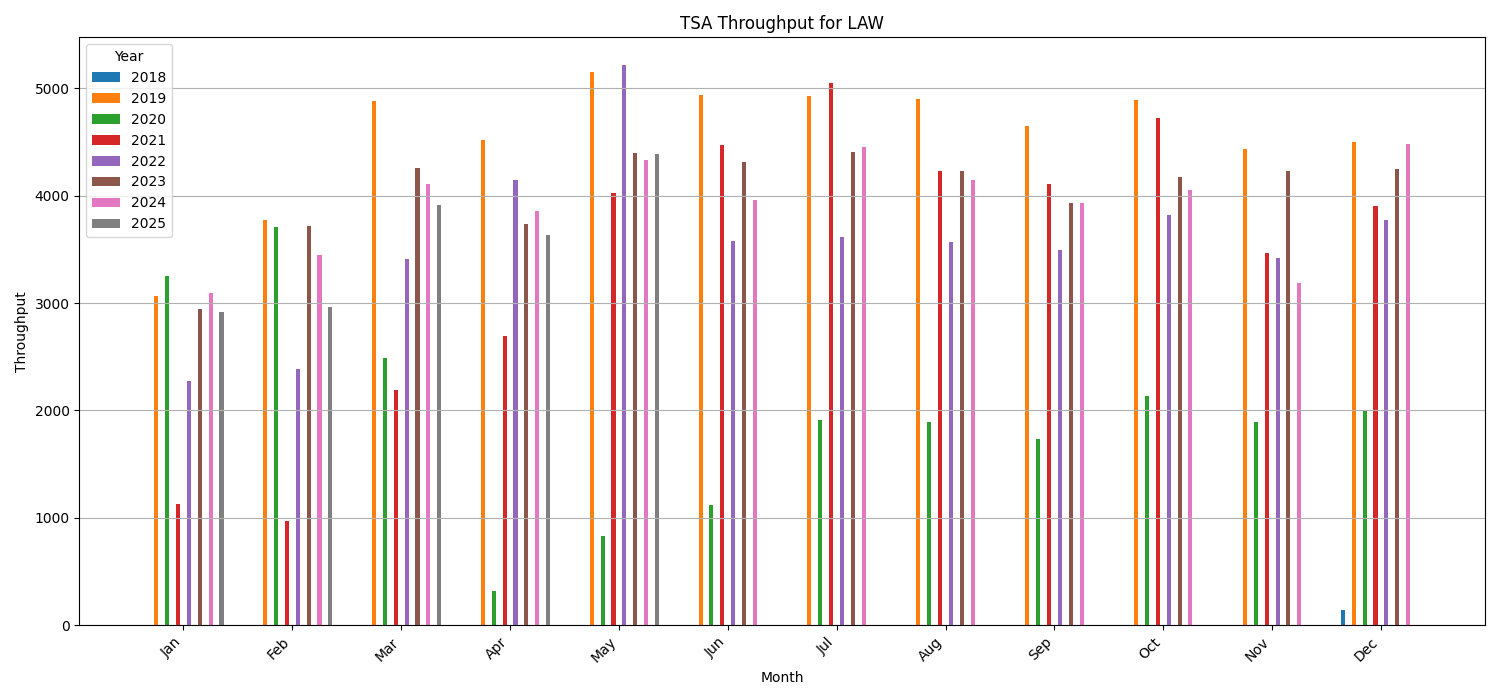 TSA Throughput for LAW
Year
2018
2019
2020
2021
2022
2023
2024
2025
Throughput
5000
4000
3000
2000
1000
0
Jan
Feb
Mar
Apr
May
Jun
Jul
Aug
Sep
Oct
Nov
Dec
Month